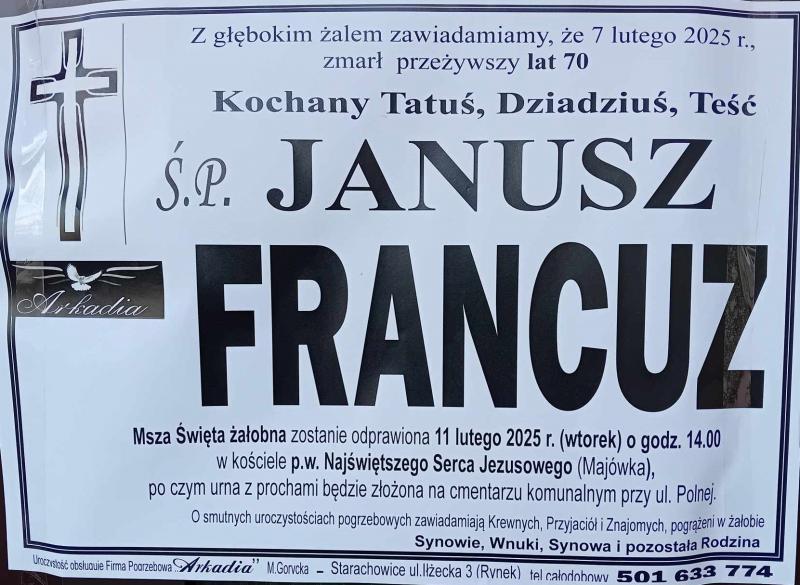 Z głębokim żalem zawiadamiamy, że 7 lutego 2025 r.,
zmarł przeżywszy lat 70
Kochany Tatuś, Dziadziuś, Teść
Ś.P. JANUSZ
FRANCUZ
Arkadia
Msza Święta żałobna zostanie odprawiona 11 lutego 2025 r. (wtorek) o godz. 14.00
w kościele p.w. Najświętszego Serca Jezusowego (Majówka),
po czym urna z prochami będzie złożona na cmentarzu komunalnym przy ul. Polnej.
O smutnych uroczystościach pogrzebowych zawiadamiają Krewnych, Przyjaciół i Znajomych, pogrążeni w żałobie
Synowie, Wnuki, Synowa i pozostała Rodzina
Uroczystość obsługuje Firma Pogrzebowa "Arkadia" M.Gorycka – Starachowice ul.Iłżecka 3 (Rynek) tel.całodobowy 501 633 774